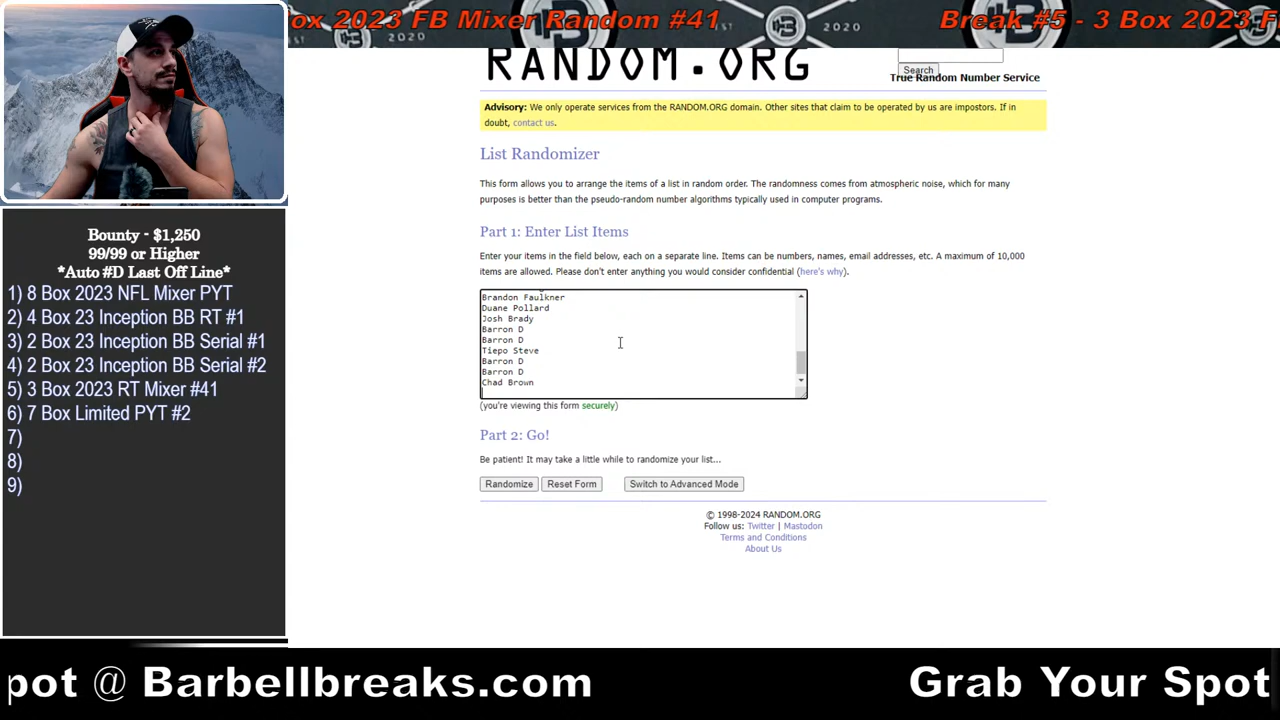 ox 2023 FB Mixer Random #41
Break #5 - 3 Box 2023 F
2020
2020
RANDOM.ORG
Search
True Random Number Service
Advisory: We only operate services from the RANDOM.ORG domain. Other sites that claim to be operated by us are impostors. If in
doubt, contact us.
List Randomizer
This form allows you to arrange the items of a list in random order. The randomness comes from atmospheric noise, which for many
purposes is better than the pseudo-random number algorithms typically used in computer programs.
Part 1: Enter List Items
Enter your items in the field below, each on a separate line. Items can be numbers, names, email addresses, etc. A maximum of 10,000
items are allowed. Please don't enter anything you would consider confidential (here's why).
Brandon Faulkner
Duane Pollard
Josh Brady
Barron D
Barron D
Tiepo Steve
Barron D
Barron D
Chad Brown
(you're viewing this form securely)
Part 2: Go!
Be patient! It may take a little while to randomize your list...
Randomize
Reset Form
Switch to Advanced Mode
© 1998-2024 RANDOM.ORG
Follow us: Twitter | Mastodon
Terms and Conditions
About Us
Bounty - $1,250
99/99 or Higher
*Auto #D Last Off Line*
1) 8 Box 2023 NFL Mixer PYT
2) 4 Box 23 Inception BB RT #1
3) 2 Box 23 Inception BB Serial #1
4) 2 Box 23 Inception BB Serial #2
5) 3 Box 2023 RT Mixer #41
6) 7 Box Limited PYT #2
7)
8)
9)
pot @ Barbellbreaks.com
Grab Your Spot